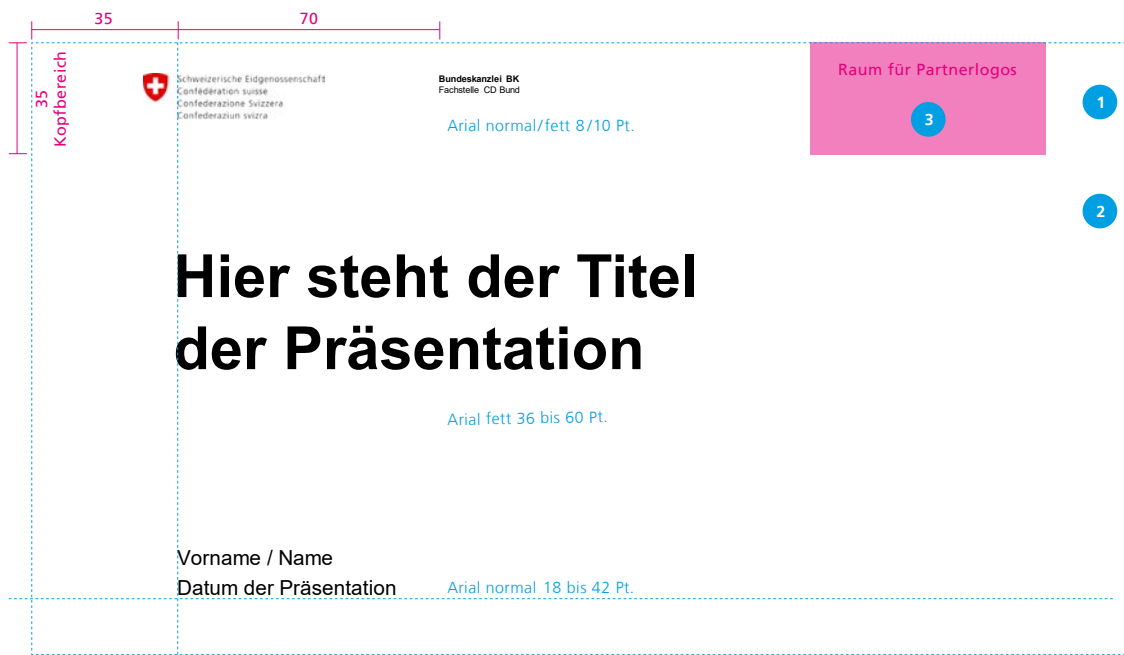 35
70
35
Kopfbereich
Schweizerische Eidgenossenschaft
Confédération suisse
Confederazione Svizzera
Confederaziun svizra
Bundeskanzlei BK
Fachstelle CD Bund
Arial normal/fett 8/10 Pt.
Raum für Partnerlogos
3
1
2
Hier steht der Titel
der Präsentation
Arial fett 36 bis 60 Pt.
Vorname / Name
Datum der Präsentation
Arial normal 18 bis 42 Pt.